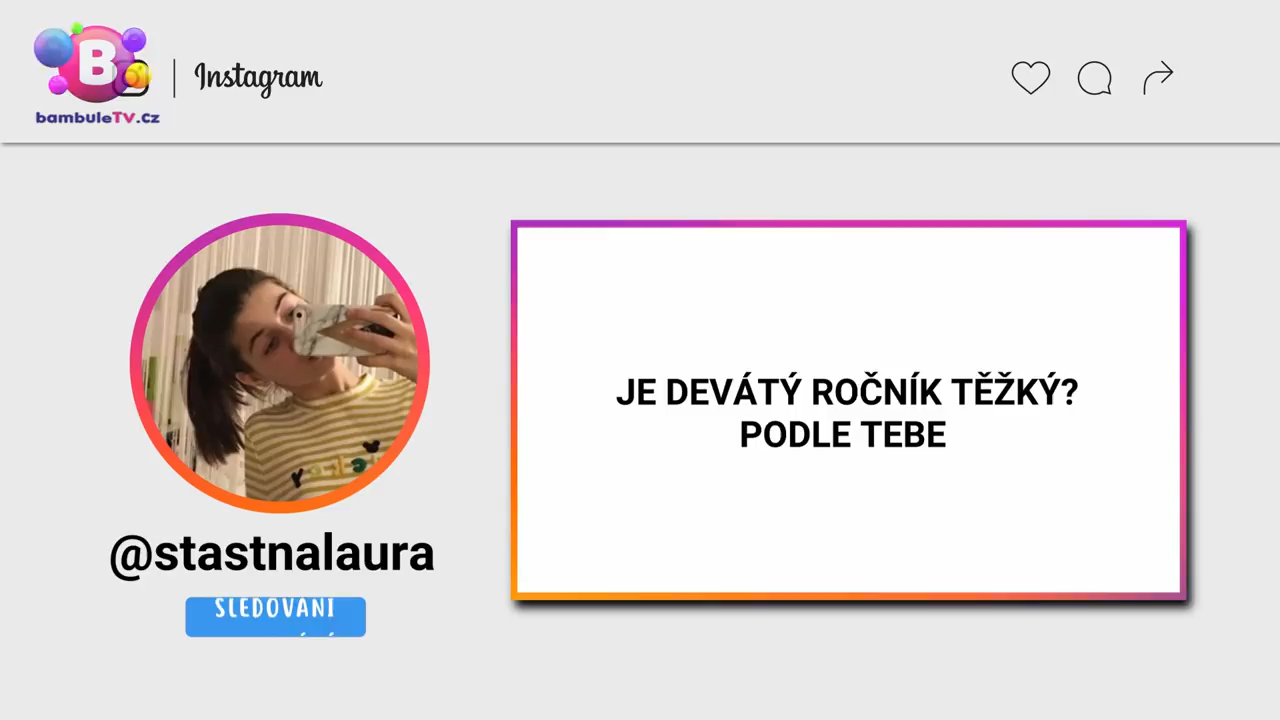 B
bambuleTV.cz
Instagram
JE DEVÁTÝ ROČNÍK TĚŽKÝ?
PODLE TEBE
@stastnalaura
SLEDOVANI